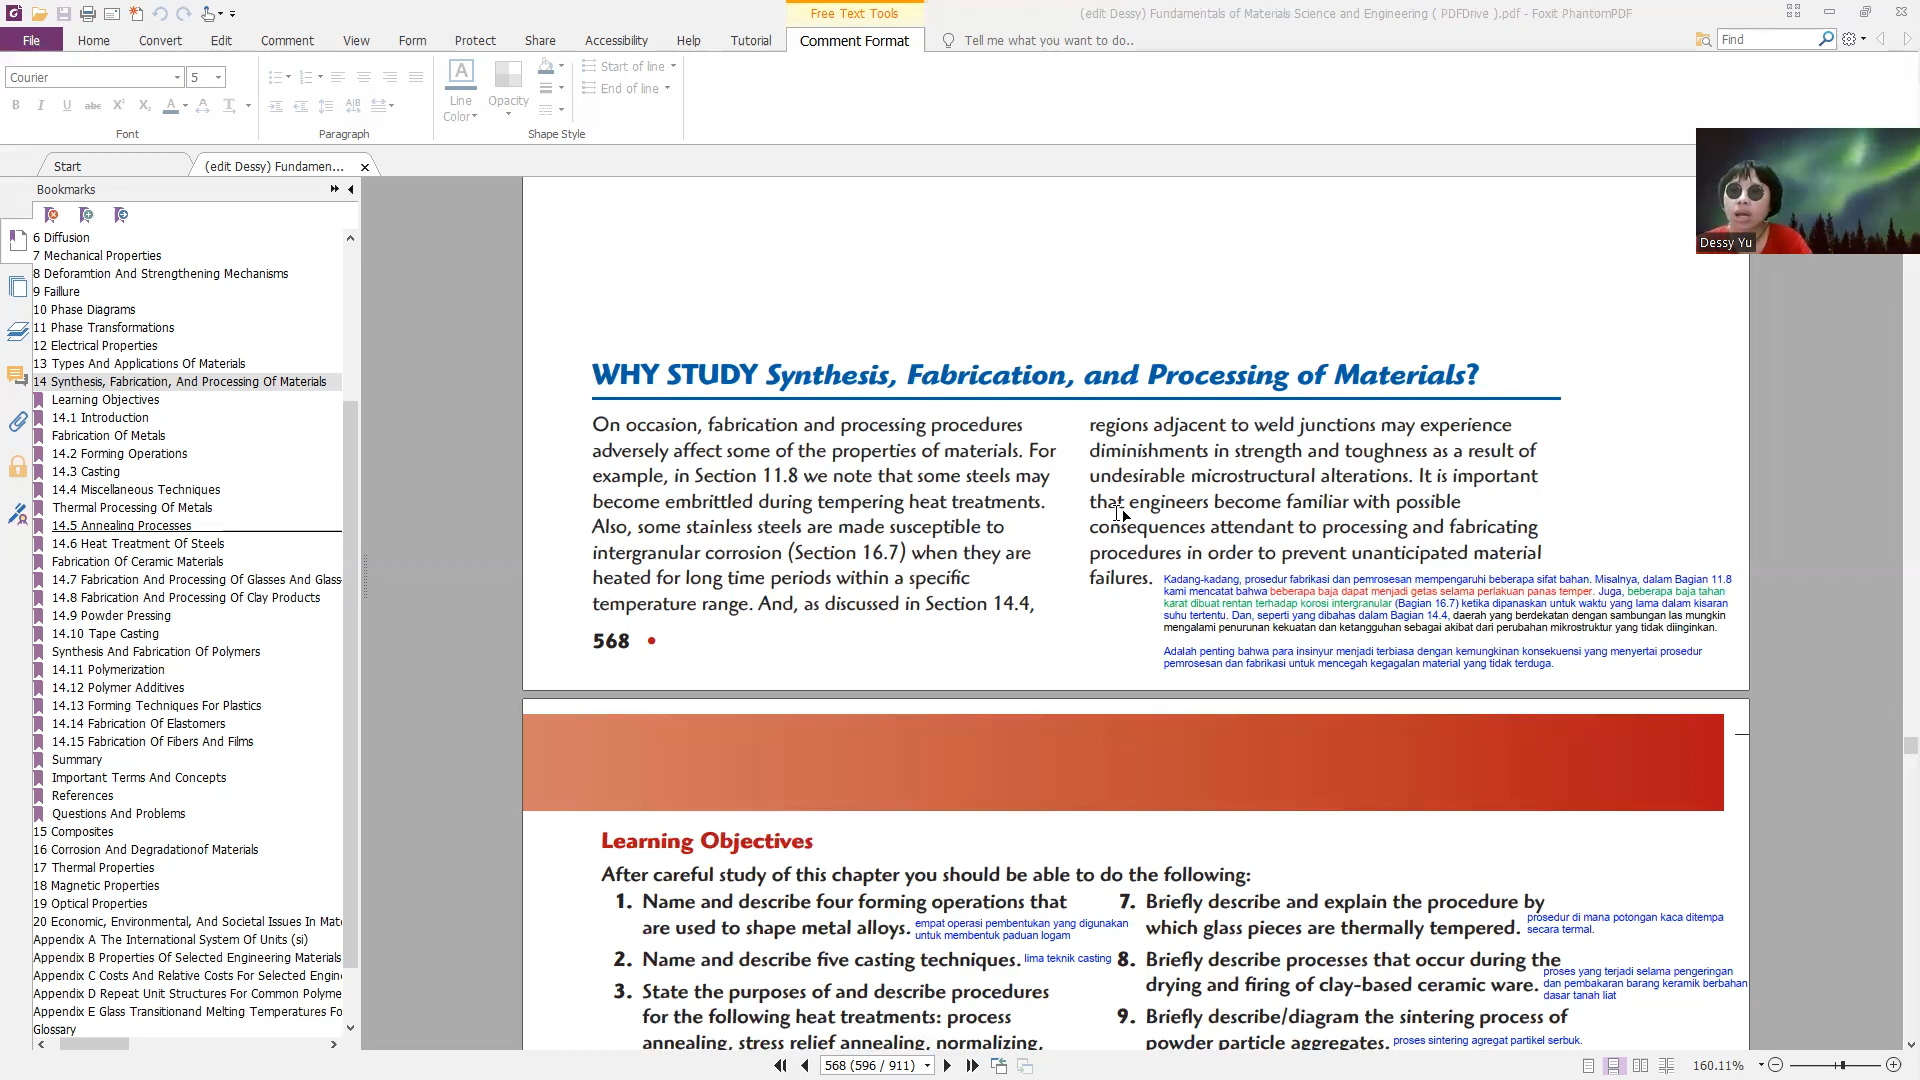 Free Text Tools
(edit Dessy) Fundamentals of Materials Science and Engineering ( PDFDrive ).pdf - Foxit PhantomPDF
File Home Convert Edit Comment View Form Protect Share Accessibility Help Tutorial Comment Format Tell me what you want to do.. Find
Courier 5
Start of line
End of line
Line Color
Opacity
Font
Paragraph
Shape Style
Start
(edit Dessy) Fundamen...
Bookmarks
6 Diffusion
7 Mechanical Properties
8 Deforamtion And Strengthening Mechanisms
9 Faillure
10 Phase Diagrams
11 Phase Transformations
12 Electrical Properties
13 Types And Applications Of Materials
14 Synthesis, Fabrication, And Processing Of Materials
Learning Objectives
14.1 Introduction
Fabrication Of Metals
14.2 Forming Operations
14.3 Casting
14.4 Miscellaneous Techniques
Thermal Processing Of Metals
14.5 Annealing Processes
14.6 Heat Treatment Of Steels
Fabrication Of Ceramic Materials
14.7 Fabrication And Processing Of Glasses And Glass
14.8 Fabrication And Processing Of Clay Products
14.9 Powder Pressing
14.10 Tape Casting
Synthesis And Fabrication Of Polymers
14.11 Polymerization
14.12 Polymer Additives
14.13 Forming Techniques For Plastics
14.14 Fabrication Of Elastomers
14.15 Fabrication Of Fibers And Films
Summary
Important Terms And Concepts
References
Questions And Problems
15 Composites
16 Corrosion And Degradationof Materials
17 Thermal Properties
18 Magnetic Properties
19 Optical Properties
20 Economic, Environmental, And Societal Issues In Mate
Appendix A The International System Of Units (si)
Appendix B Properties Of Selected Engineering Materials
Appendix C Costs And Relative Costs For Selected Engine
Appendix D Repeat Unit Structures For Common Polyme
Appendix E Glass Transitionand Melting Temperatures Fo
Glossary
Dessy Yu
WHY STUDY Synthesis, Fabrication, and Processing of Materials?
On occasion, fabrication and processing procedures
adversely affect some of the properties of materials. For
example, in Section 11.8 we note that some steels may
become embrittled during tempering heat treatments.
Also, some stainless steels are made susceptible to
intergranular corrosion (Section 16.7) when they are
heated for long time periods within a specific
temperature range. And, as discussed in Section 14.4,
regions adjacent to weld junctions may experience
diminishments in strength and toughness as a result of
undesirable microstructural alterations. It is important
that engineers become familiar with possible
consequences attendant to processing and fabricating
procedures in order to prevent unanticipated material
failures.
Kadang-kadang, prosedur fabrikasi dan pemrosesan mempengaruhi beberapa sifat bahan. Misalnya, dalam Bagian 11.8
kami mencatat bahwa beberapa baja dapat menjadi getas selama perlakuan panas temper. Juga, beberapa baja tahan
karat dibuat rentan terhadap korosi intergranular (Bagian 16.7) ketika dipanaskan untuk waktu yang lama dalam kisaran
suhu tertentu. Dan, seperti yang dibahas dalam Bagian 14.4, daerah yang berdekatan dengan sambungan las mungkin
mengalami penurunan kekuatan dan ketangguhan sebagai akibat dari perubahan mikrostruktur yang tidak diinginkan.
Adalah penting bahwa para insinyur menjadi terbiasa dengan kemungkinan konsekuensi yang menyertai prosedur
pemrosesan dan fabrikasi untuk mencegah kegagalan material yang tidak terduga.
568 •
Learning Objectives
After careful study of this chapter you should be able to do the following:
1. Name and describe four forming operations that
are used to shape metal alloys.
empat operasi pembentukan yang digunakan
untuk membentuk paduan logam
2. Name and describe five casting techniques. lima teknik casting
3. State the purposes of and describe procedures
for the following heat treatments: process
annealing, stress relief annealing, normalizing,
7. Briefly describe and explain the procedure by
which glass pieces are thermally tempered.
prosedur di mana potongan kaca ditempa
secara termal.
8. Briefly describe processes that occur during the
drying and firing of clay-based ceramic ware.
proses yang terjadi selama pengeringan
dan pembakaran barang keramik berbahan
dasar tanah liat
9. Briefly describe/diagram the sintering process of
powder particle aggregates. proses sintering agregat partikel serbuk.
568 (596 / 911)
160.11%